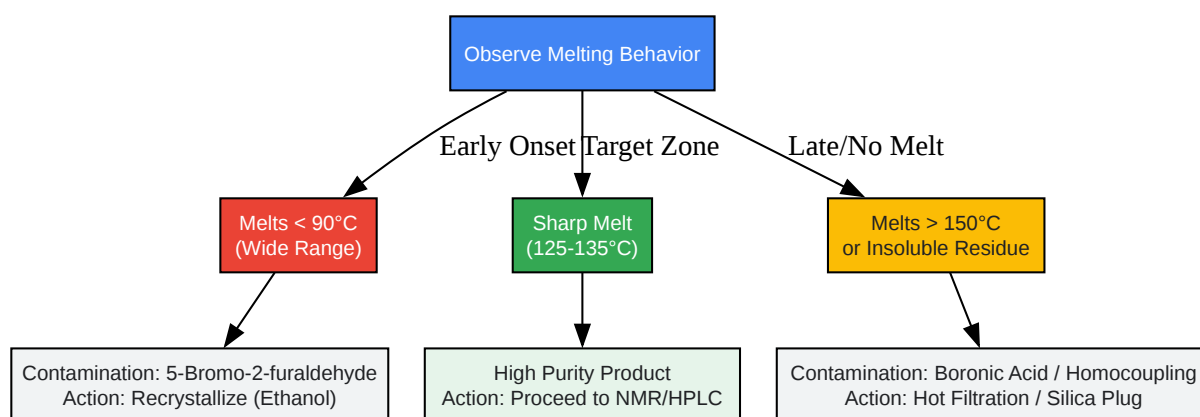 Observe Melting Behavior
Early Onset
Target Zone
Late/No Melt
Melts < 90°C
(Wide Range)
Sharp Melt
(125-135°C)
Melts > 150°C
or Insoluble Residue
Contamination: 5-Bromo-2-furaldehyde
Action: Recrystallize (Ethanol)
High Purity Product
Action: Proceed to NMR/HPLC
Contamination: Boronic Acid / Homocoupling
Action: Hot Filtration / Silica Plug